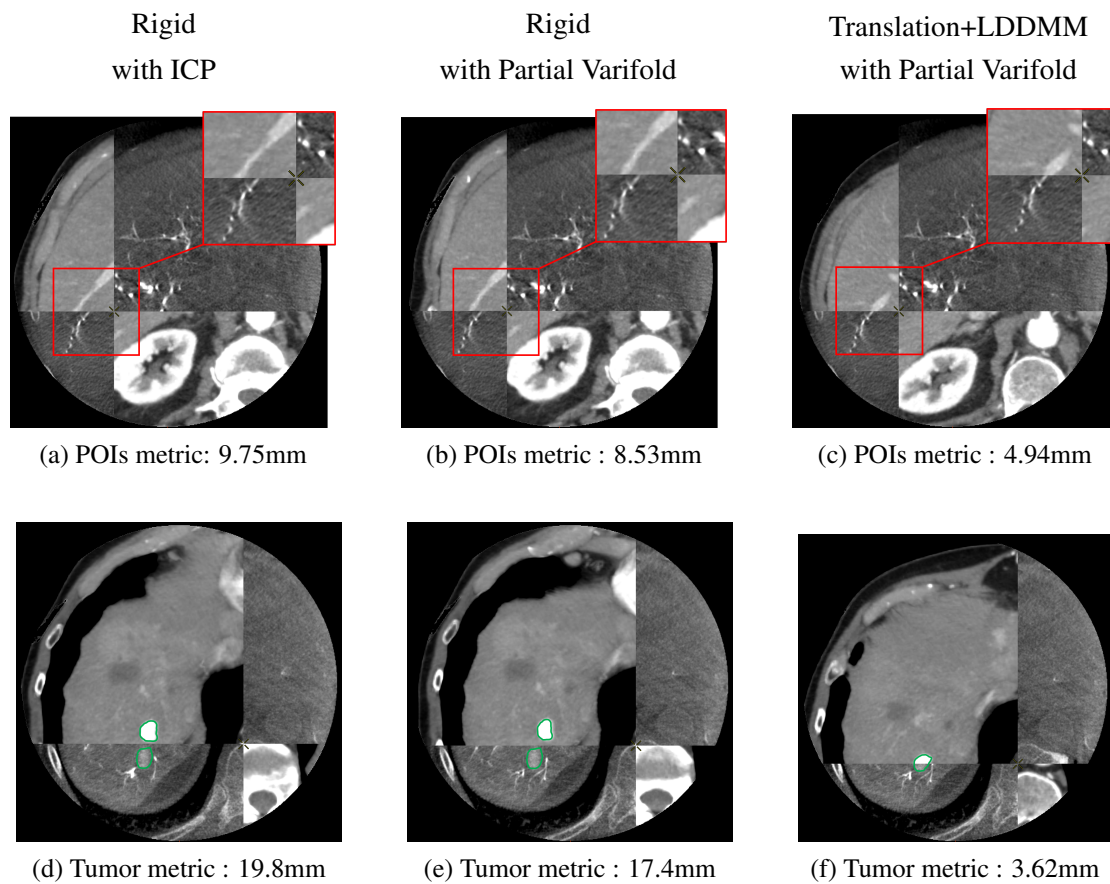 Rigid
with ICP
Rigid
with Partial Varifold
Translation+LDDMM
with Partial Varifold
(a) POIs metric: 9.75mm
(b) POIs metric : 8.53mm
(c) POIs metric : 4.94mm
(d) Tumor metric : 19.8mm
(e) Tumor metric : 17.4mm
(f) Tumor metric : 3.62mm